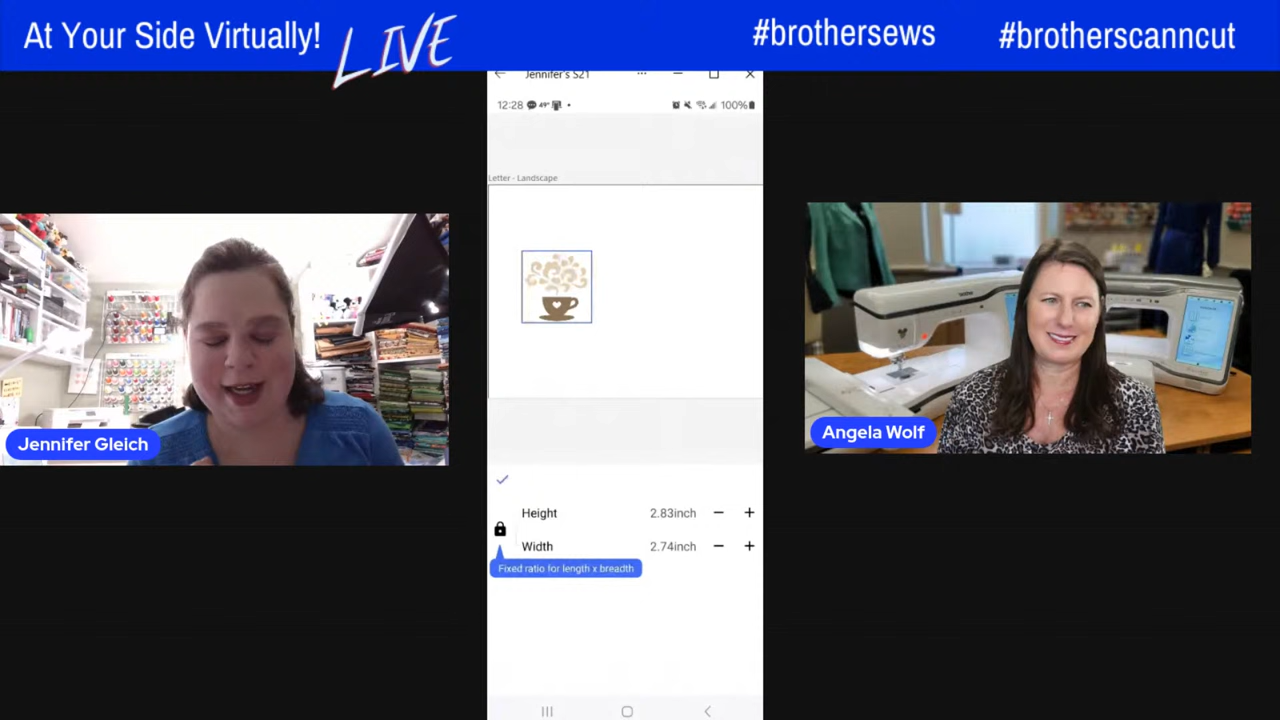 At Your Side Virtually!
LIVE
#brothersews
#brotherscanncut
Jennifer's S21
12:28
49°
100%
Letter - Landscape
Height 2.83inch − +
Width 2.74inch − +
Fixed ratio for length x breadth
Jennifer Gleich
Angela Wolf